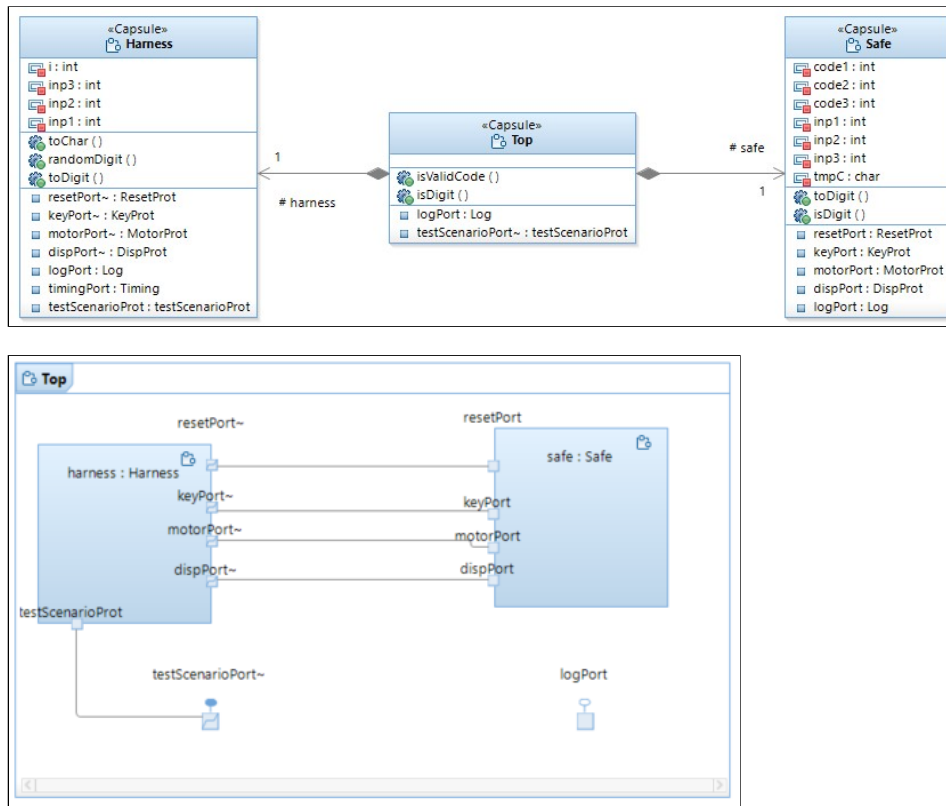 «Capsule»
Harness
i : int
inp3 : int
inp2 : int
inp1 : int
toChar ( )
randomDigit ( )
toDigit ( )
resetPort~ : ResetProt
keyPort~ : KeyProt
motorPort~ : MotorProt
dispPort~ : DispProt
logPort : Log
timingPort : Timing
testScenarioProt : testScenarioProt
1
# harness
«Capsule»
Top
isValidCode ( )
isDigit ( )
logPort : Log
testScenarioPort~ : testScenarioProt
# safe
1
«Capsule»
Safe
code1 : int
code2 : int
code3 : int
inp1 : int
inp2 : int
inp3 : int
tmpC : char
toDigit ( )
isDigit ( )
resetPort : ResetProt
keyPort : KeyProt
motorPort : MotorProt
dispPort : DispProt
logPort : Log
Top
resetPort~
resetPort
harness : Harness
safe : Safe
keyPort~
keyPort
motorPort~
motorPort
dispPort~
dispPort
testScenarioProt
testScenarioPort~
logPort